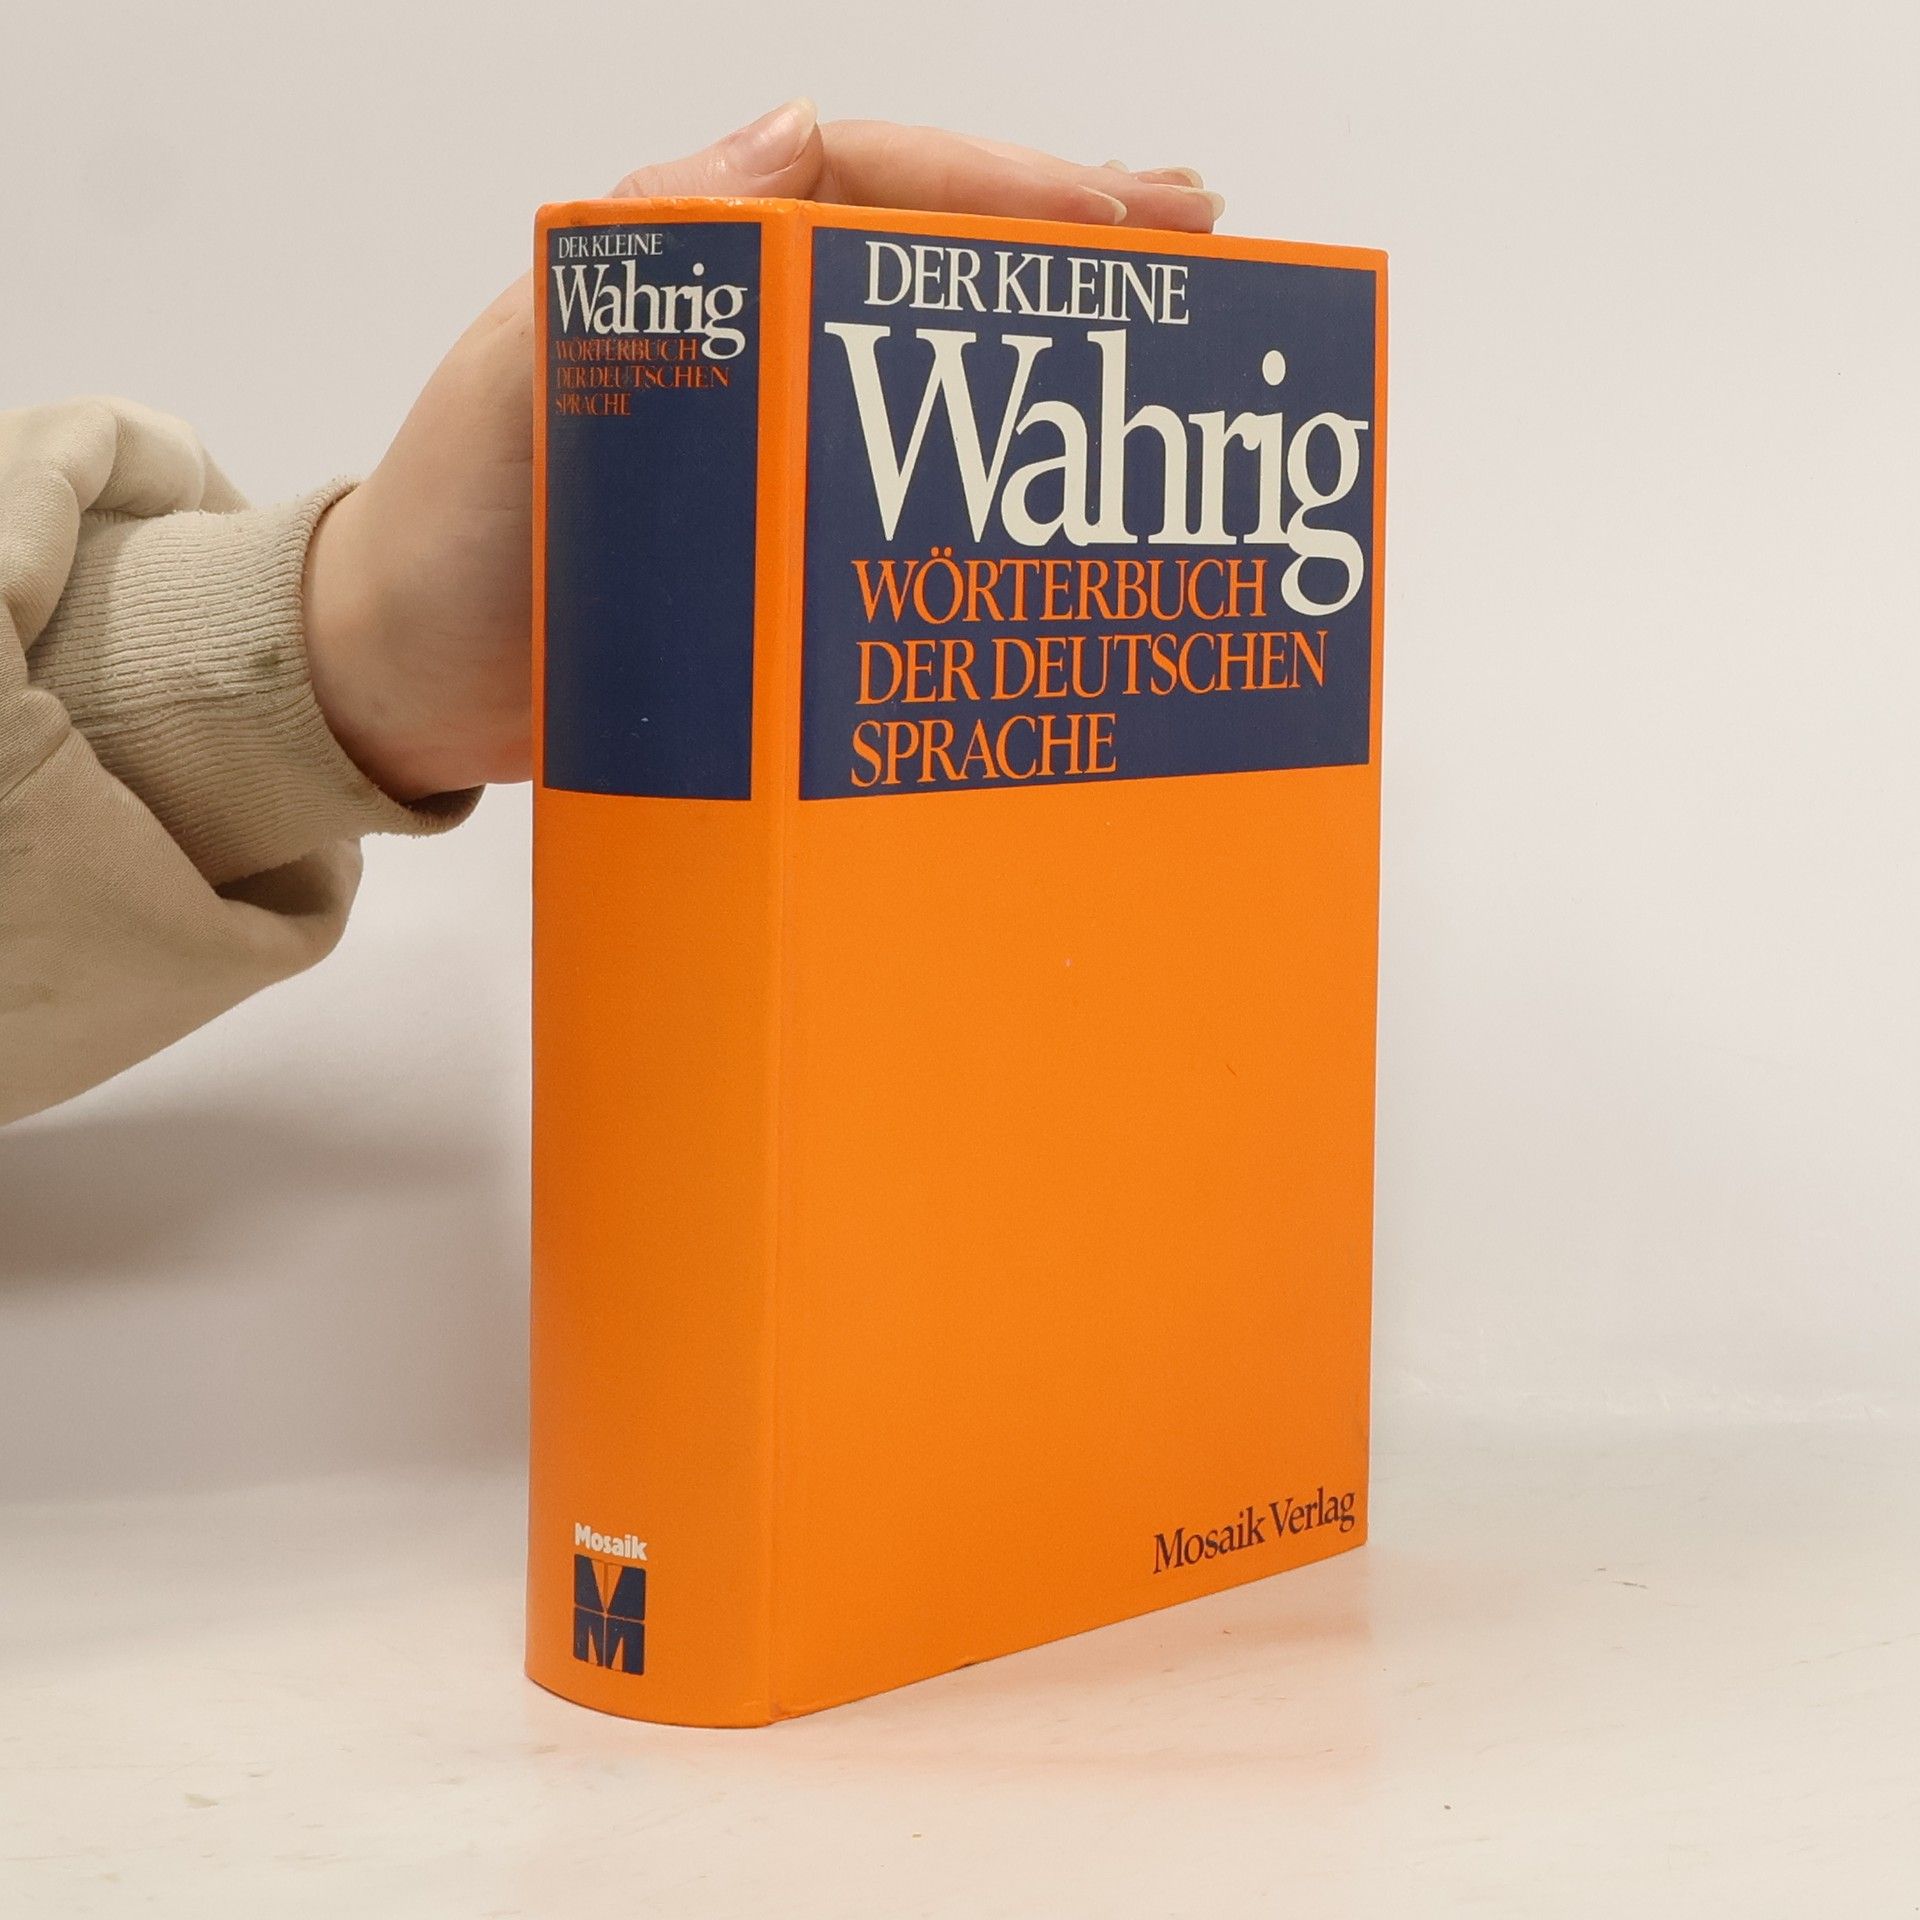 DER KLEINE
Wahrig
WÖRTERBUCH
DER DEUTSCHEN
SPRACHE
Mosaik
DER KLEINE
Wahrig
WÖRTERBUCH
DER DEUTSCHEN
SPRACHE
Mosaik Verlag